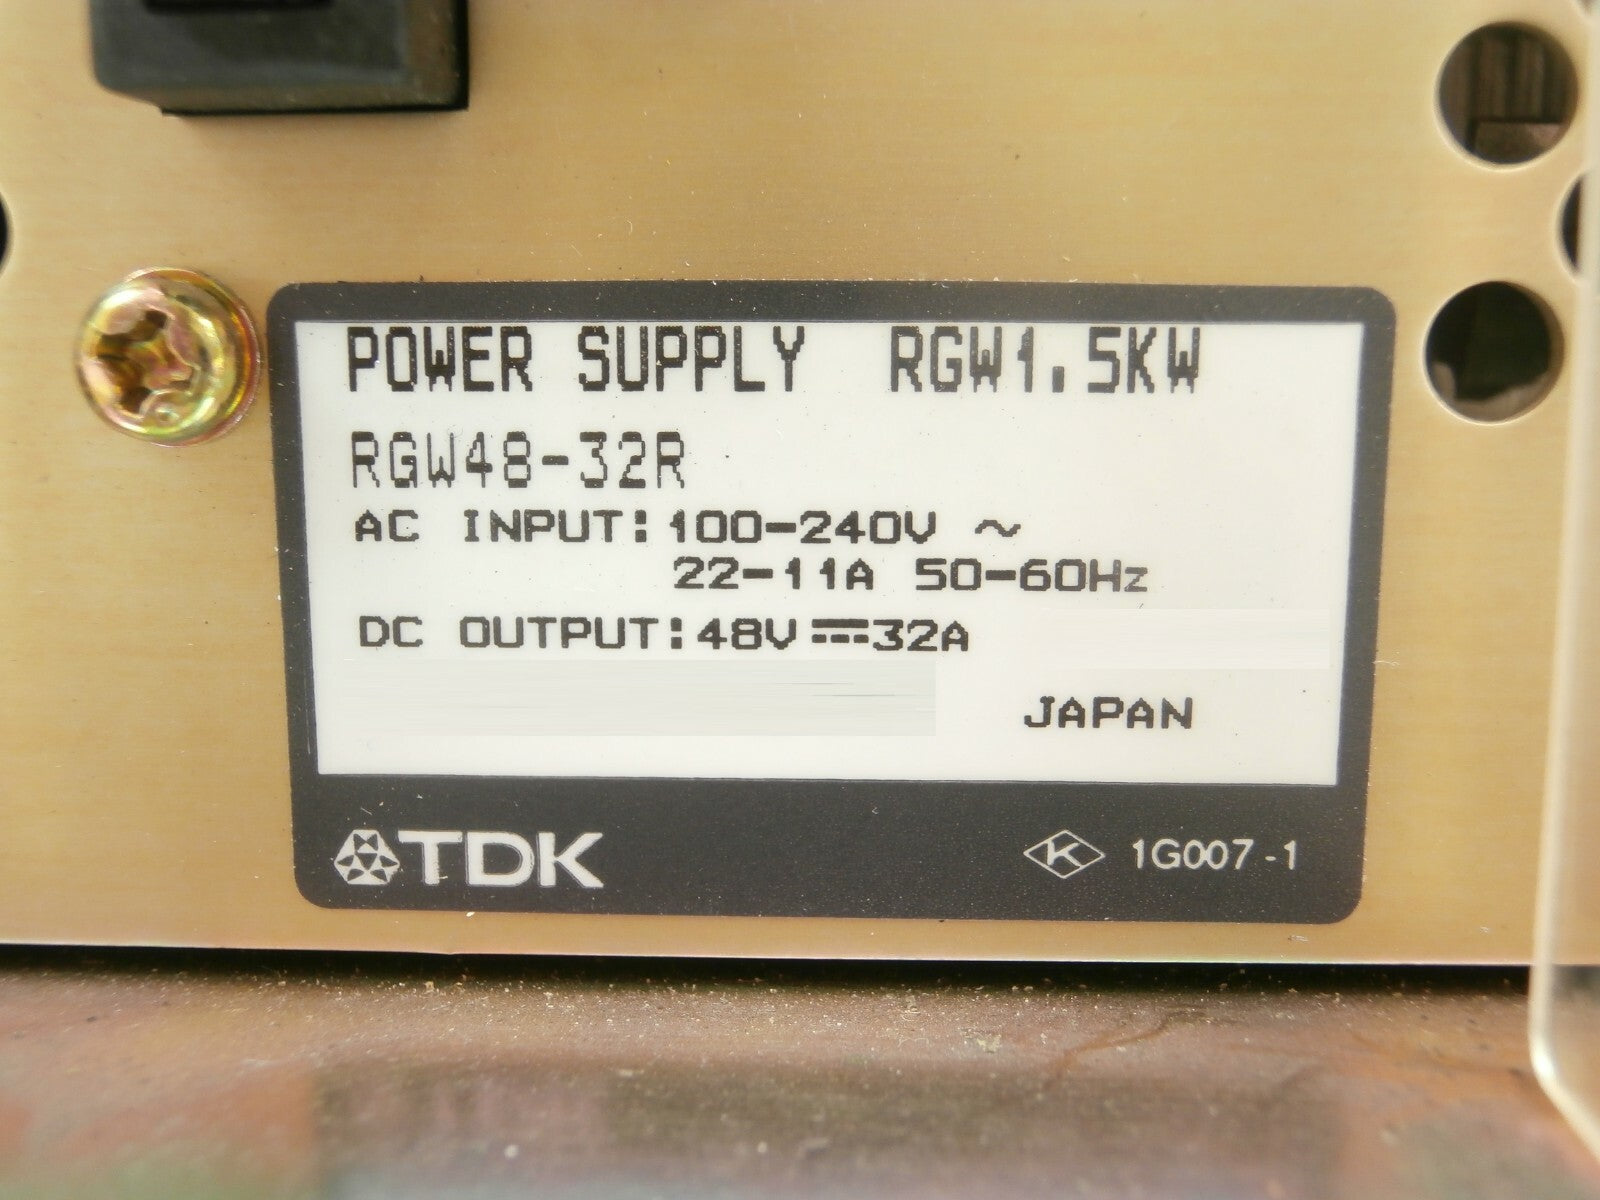 POWER SUPPLY RGW1.5KW
RGW48-32R
AC INPUT:100-240V ~
22-11A 50-60Hz
DC OUTPUT:48V ⎓32A
JAPAN
TDK
K 1G007-1